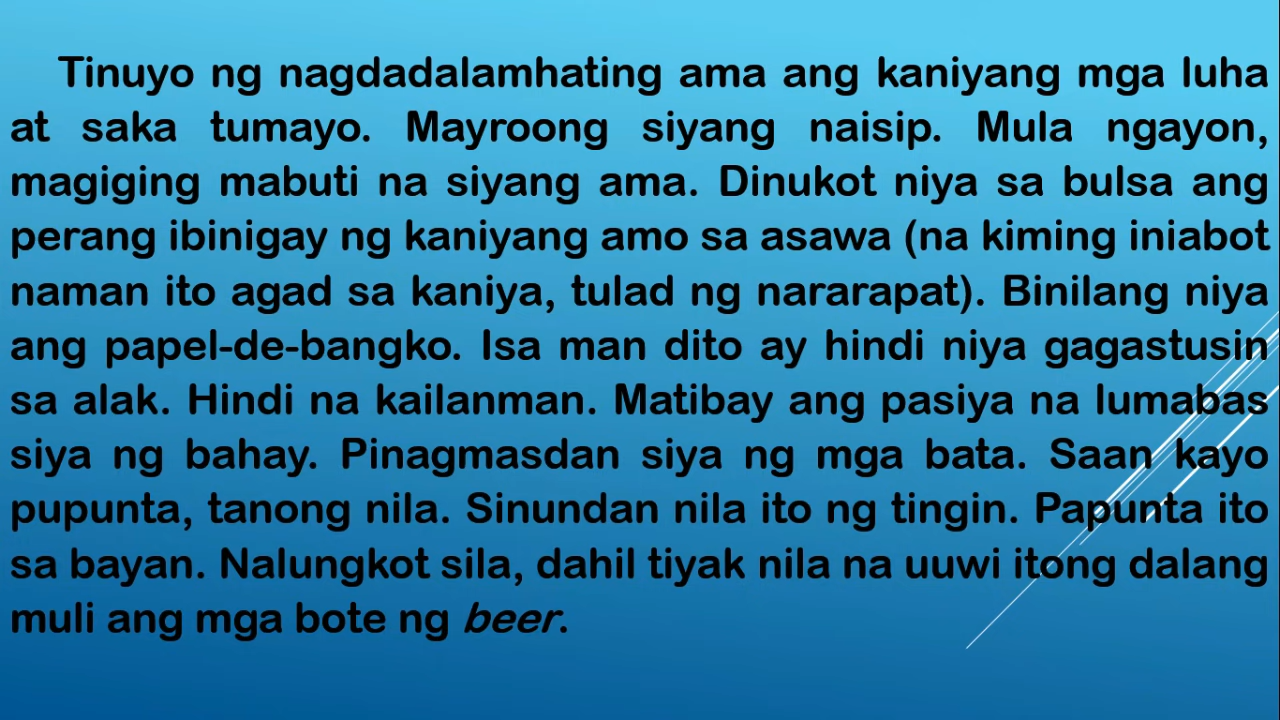 Tinuyo ng nagdadalamhating ama ang kaniyang mga luha
at saka tumayo. Mayroong siyang naisip. Mula ngayon,
magiging mabuti na siyang ama. Dinukot niya sa bulsa ang
perang ibinigay ng kaniyang amo sa asawa (na kiming iniabot
naman ito agad sa kaniya, tulad ng nararapat). Binilang niya
ang papel-de-bangko. Isa man dito ay hindi niya gagastusin
sa alak. Hindi na kailanman. Matibay ang pasiya na lumabas
siya ng bahay. Pinagmasdan siya ng mga bata. Saan kayo
pupunta, tanong nila. Sinundan nila ito ng tingin. Papunta ito
sa bayan. Nalungkot sila, dahil tiyak nila na uuwi itong dalang
muli ang mga bote ng beer.